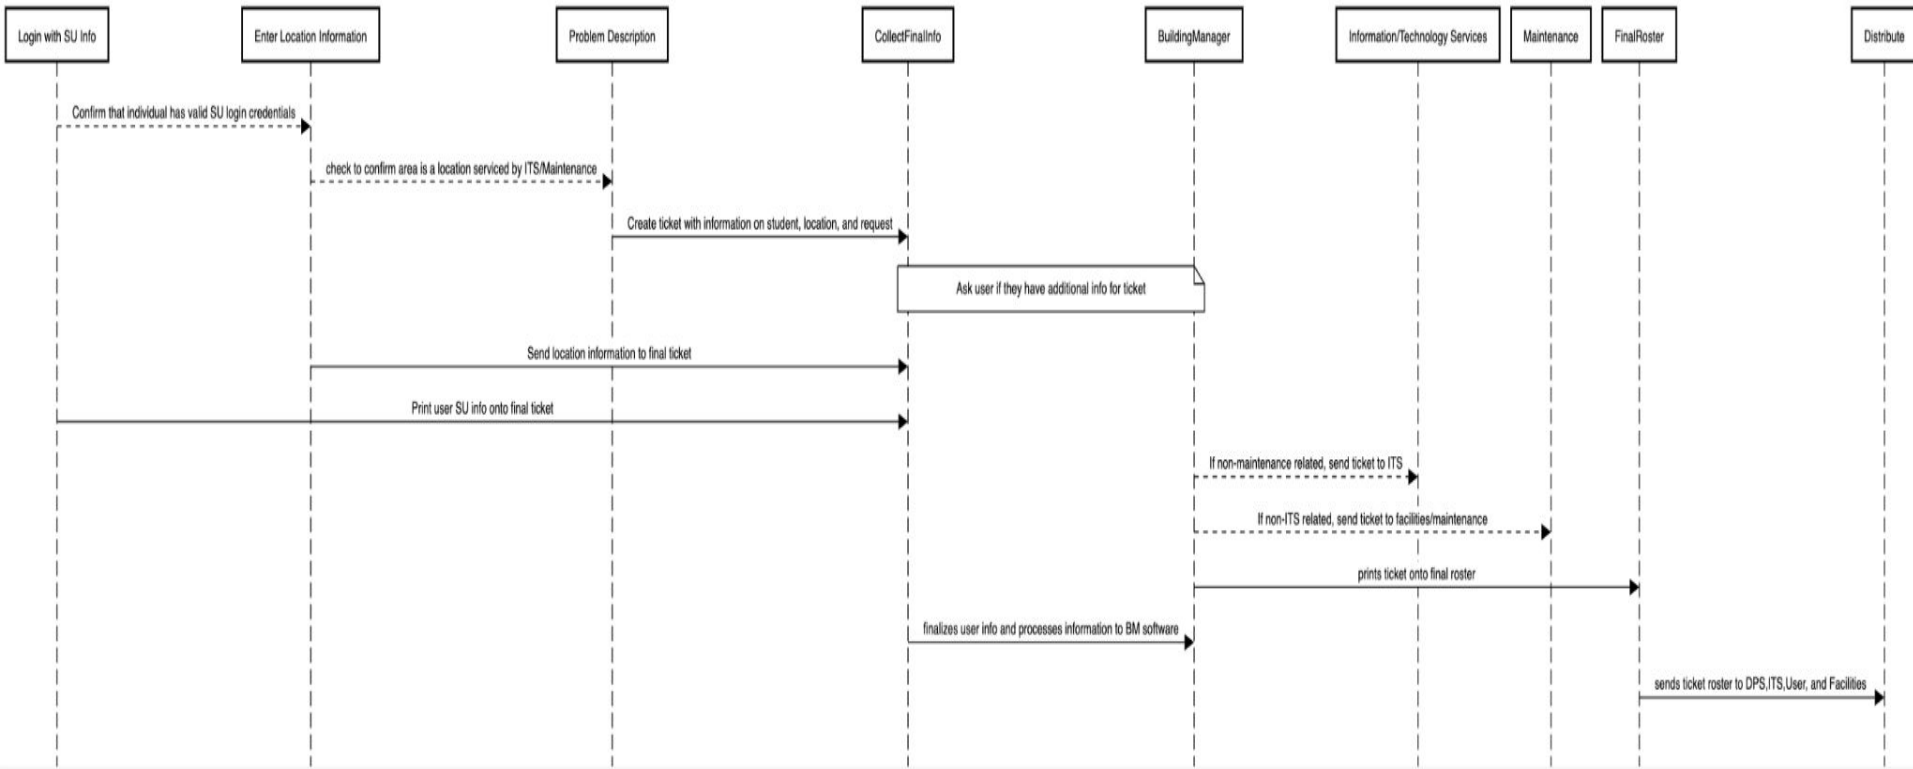 Login with SU Info
Enter Location Information
Problem Description
CollectFinalInfo
BuildingManager
Information/Technology Services
Maintenance
FinalRoster
Distribute
Confirm that individual has valid SU login credentials
check to confirm area is a location serviced by ITS/Maintenance
Create ticket with information on student, location, and request
Ask user if they have additional info for ticket
Send location information to final ticket
Print user SU info onto final ticket
If non-maintenance related, send ticket to ITS
If non-ITS related, send ticket to facilities/maintenance
prints ticket onto final roster
finalizes user info and processes information to BM software
sends ticket roster to DPS,ITS,User, and Facilities